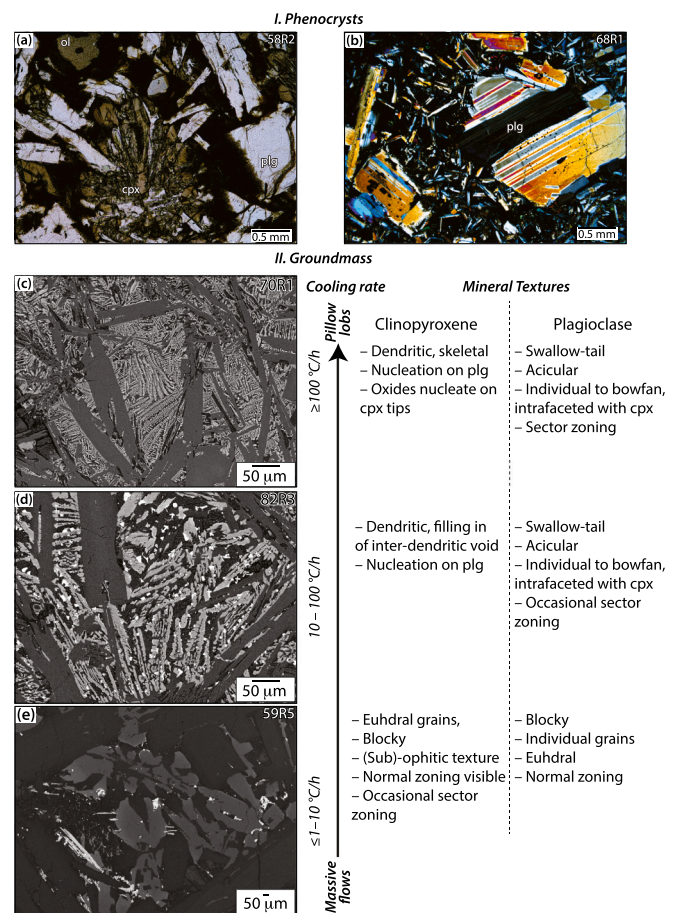 I. Phenocrysts
(a)
58R2
ol
plg
cpx
0.5 mm
(b)
68R1
plg
0.5 mm
II. Groundmass
(c)
70R1
50 μm
(d)
82R3
50 μm
(e)
59R5
50 μm
Cooling rate
Mineral Textures
Pillow
lobs
≥100 °C/h
10 – 100 °C/h
≤1–10 °C/h
Massive
flows
Clinopyroxene
– Dendritic, skeletal
– Nucleation on plg
– Oxides nucleate on
cpx tips
Plagioclase
– Swallow-tail
– Acicular
– Individual to bowfan,
intrafaceted with cpx
– Sector zoning
– Dendritic, filling in
of inter-dendritic void
– Nucleation on plg
– Swallow-tail
– Acicular
– Individual to bowfan,
intrafaceted with cpx
– Occasional sector
zoning
– Euhdral grains,
– Blocky
– (Sub)-ophitic texture
– Normal zoning visible
– Occasional sector
zoning
– Blocky
– Individual grains
– Euhdral
– Normal zoning